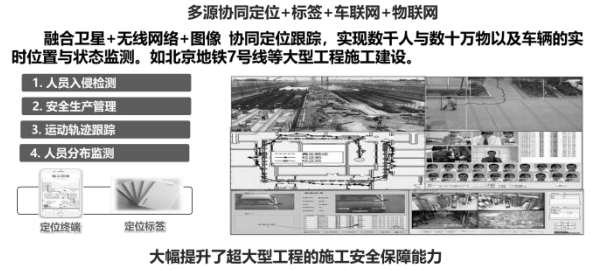 多源协同定位+标签+车联网+物联网
融合卫星+无线网络+图像 协同定位跟踪，实现数千人与数十万物以及车辆的实
时位置与状态监测。如北京地铁7号线等大型工程施工建设。
1. 人员入侵检测
2. 安全生产管理
3. 运动轨迹跟踪
4. 人员分布监测
定位终端
定位标签
大幅提升了超大型工程的施工安全保障能力